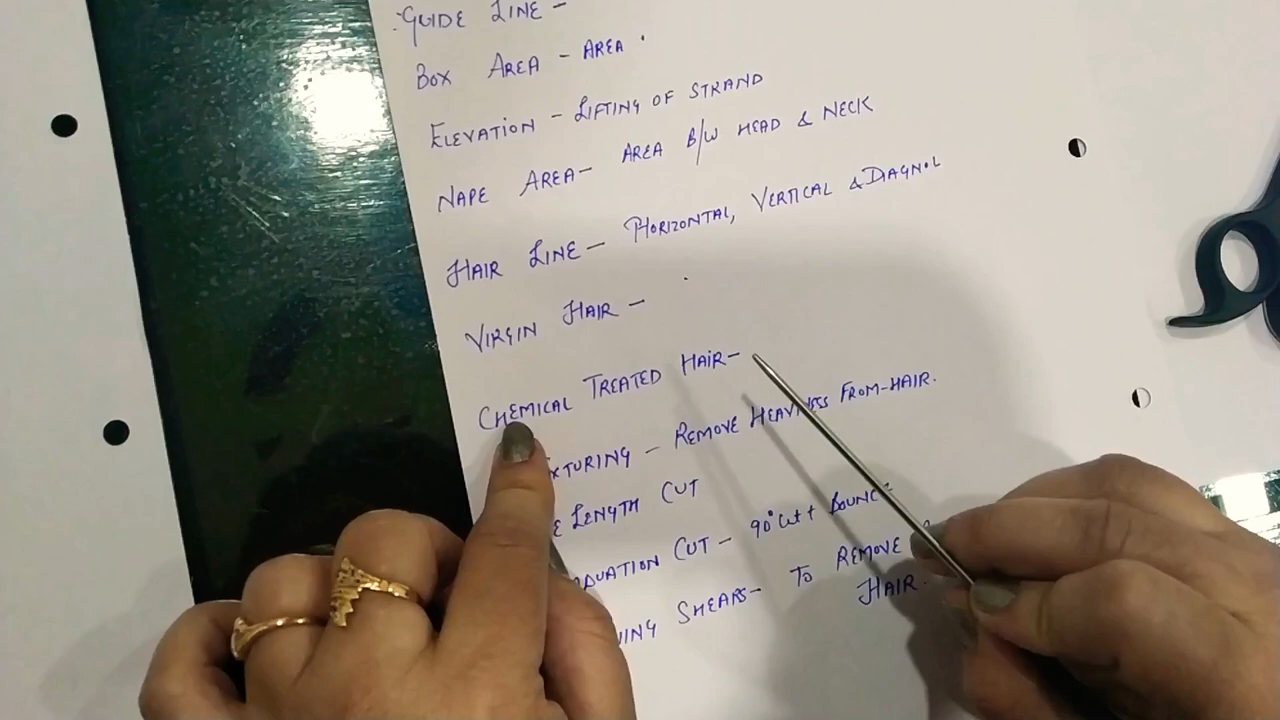 GUIDE LINE -
BOX AREA - AREA
ELEVATION - LIFTING OF STRAND
NAPE AREA - AREA B/W HEAD & NECK
HAIR LINE - HORIZONTAL, VERTICAL & DIAGNOL
VIRGIN HAIR -
CHEMICAL TREATED HAIR -
XTURING - REMOVE HEAVINESS FROM - HAIR.
E LENGTH CUT
DUATION CUT - 90° CUT + BOUNCE
NING SHEARS - TO REMOVE
HAIR.